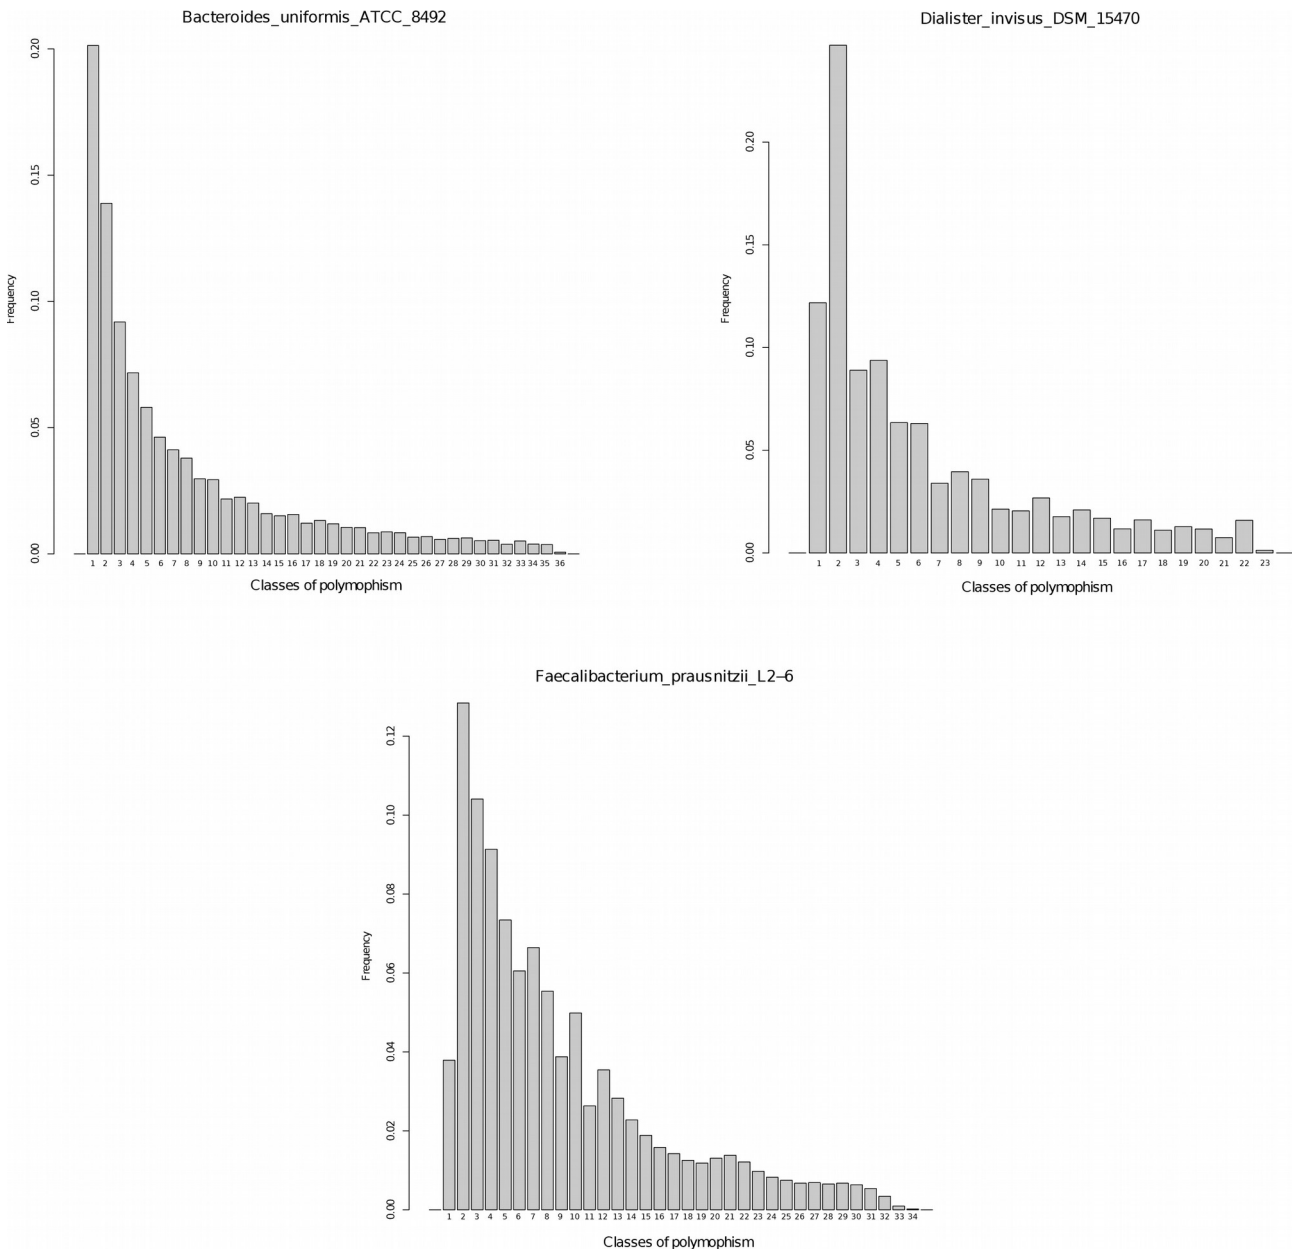 Bacteroides_uniformis_ATCC_8492
0.20
0.15
0.10
0.05
0.00
Frequency
1 2 3 4 5 6 7 8 9 10 11 12 13 14 15 16 17 18 19 20 21 22 23 24 25 26 27 28 29 30 31 32 33 34 35 36
Classes of polymophism
Dialister_invisus_DSM_15470
0.20
0.15
0.10
0.05
0.00
Frequency
1 2 3 4 5 6 7 8 9 10 11 12 13 14 15 16 17 18 19 20 21 22 23
Classes of polymophism
Faecalibacterium_prausnitzii_L2−6
0.12
0.10
0.08
0.06
0.04
0.02
0.00
Frequency
1 2 3 4 5 6 7 8 9 10 11 12 13 14 15 16 17 18 19 20 21 22 23 24 25 26 27 28 29 30 31 32 33 34
Classes of polymophism